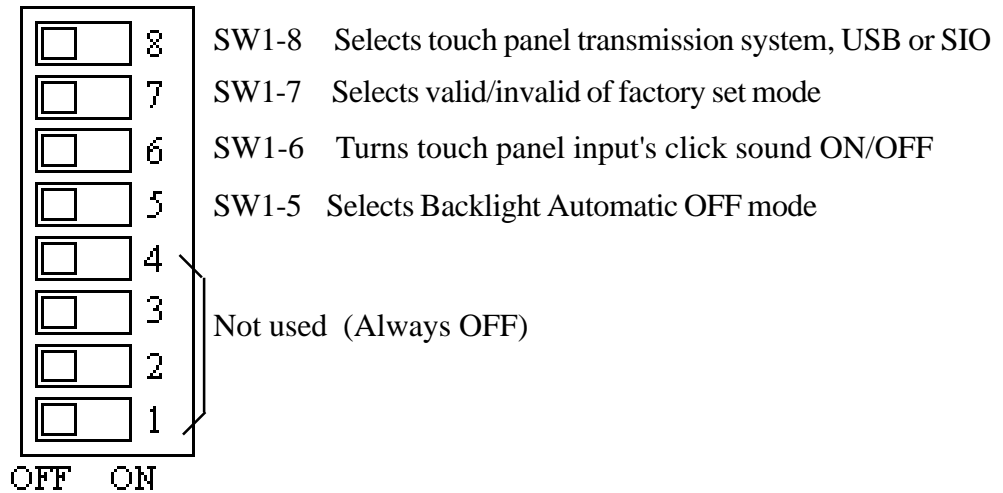 8 SW1-8 Selects touch panel transmission system, USB or SIO
7 SW1-7 Selects valid/invalid of factory set mode
6 SW1-6 Turns touch panel input's click sound ON/OFF
5 SW1-5 Selects Backlight Automatic OFF mode
4
3 Not used (Always OFF)
2
1
OFF ON